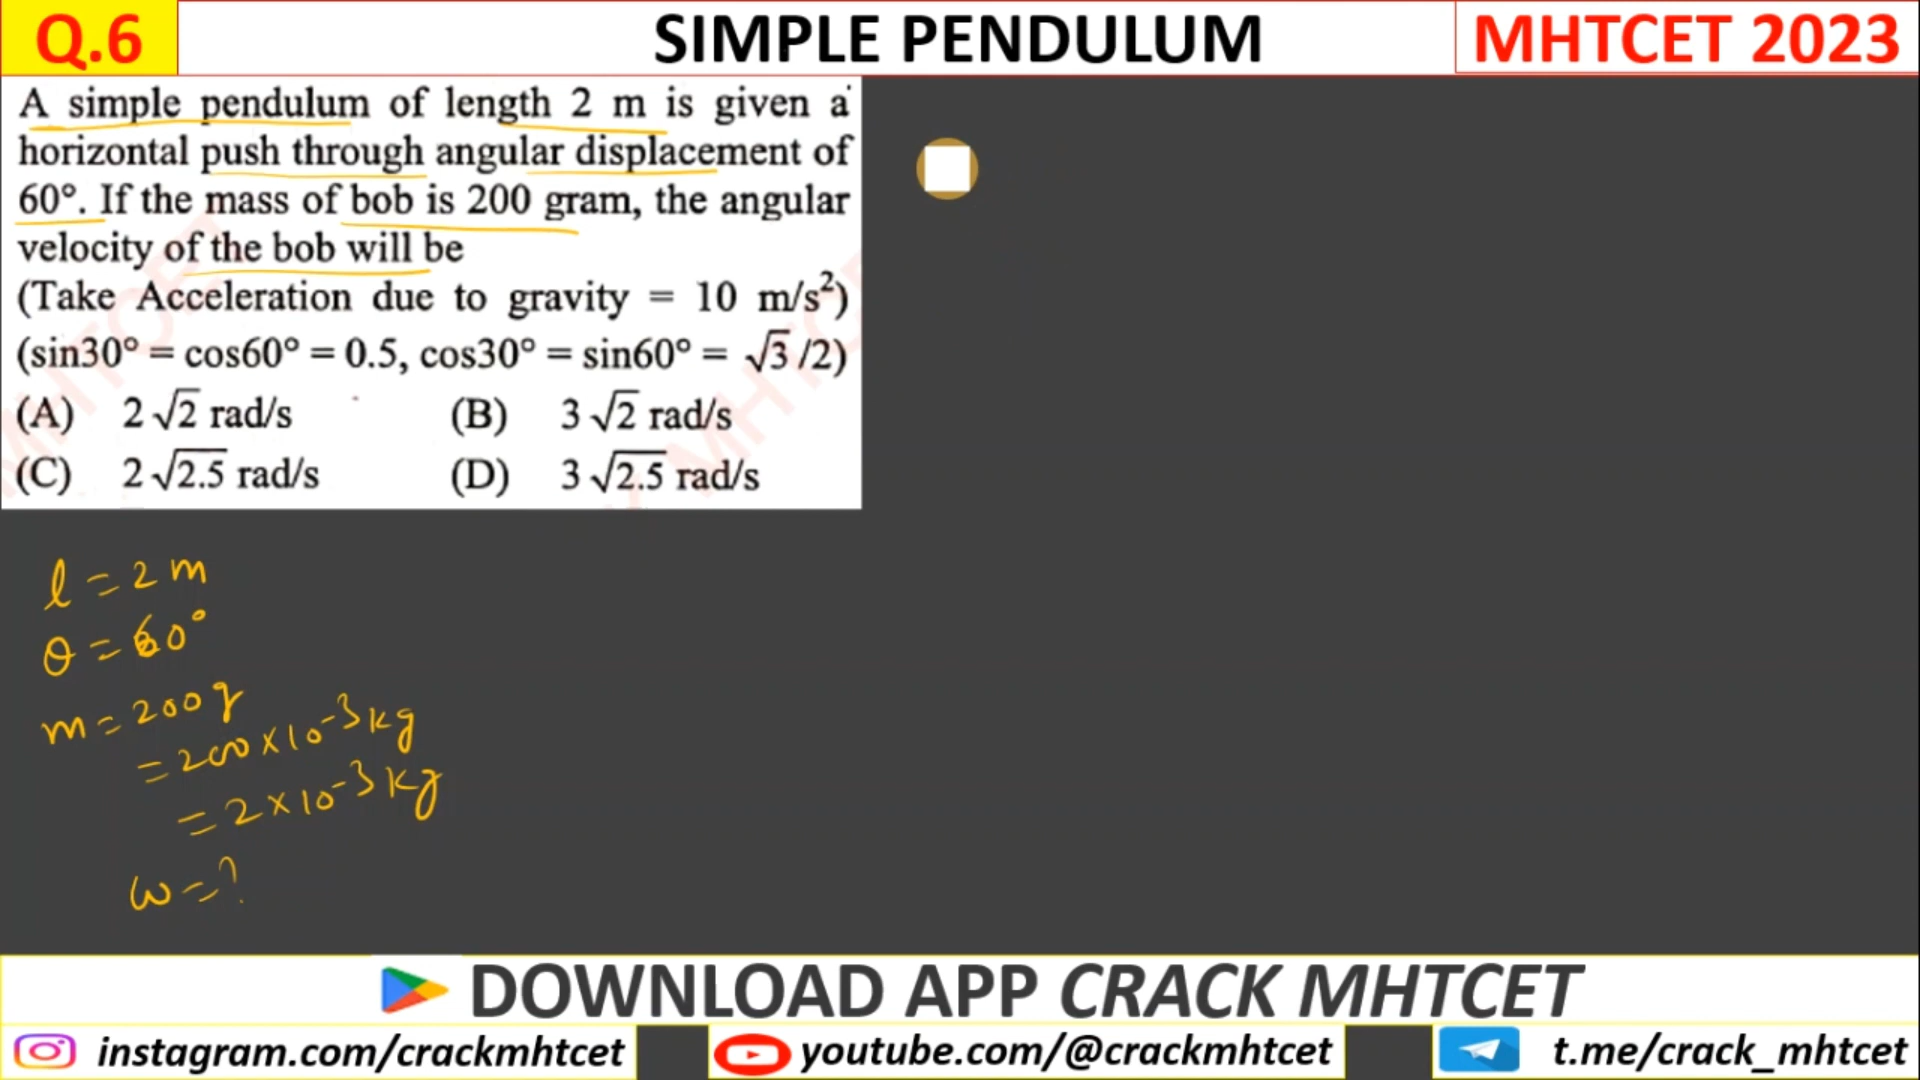 Q.6
SIMPLE PENDULUM
MHTCET 2023
A simple pendulum of length 2 m is given a
horizontal push through angular displacement of
60°. If the mass of bob is 200 gram, the angular
velocity of the bob will be
(Take Acceleration due to gravity = 10 m/s²)
(sin30° = cos60° = 0.5, cos30° = sin60° = √3 /2)
(A) 2 √2 rad/s (B) 3 √2 rad/s
(C) 2 √2.5 rad/s (D) 3 √2.5 rad/s
l = 2 m
θ = 60°
m = 200 g
= 200 × 10⁻³ kg
= 2 × 10⁻³ kg
ω = ?
DOWNLOAD APP CRACK MHTCET
instagram.com/crackmhtcet
youtube.com/@crackmhtcet
t.me/crack_mhtcet